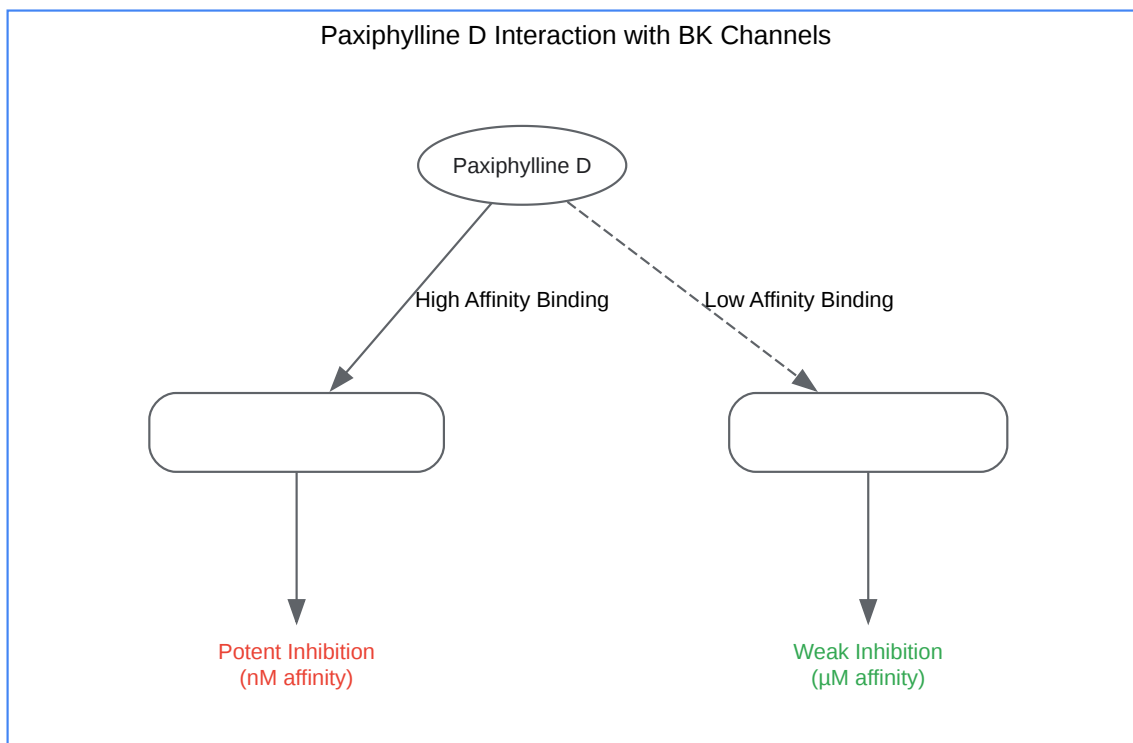 Paxiphylline D Interaction with BK Channels
Paxiphylline D
High Affinity Binding
Low Affinity Binding
Potent Inhibition
(nM affinity)
Weak Inhibition
(µM affinity)